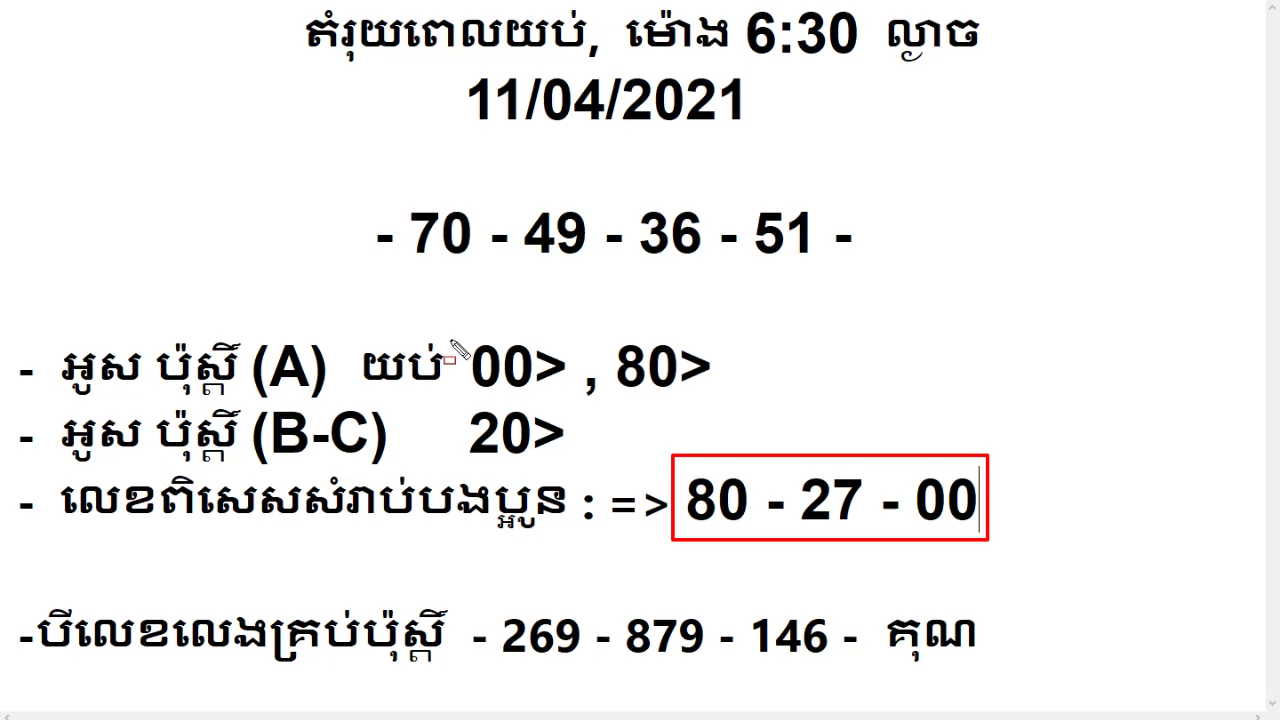 តំរុយពេលយប់, ម៉ោង 6:30 ល្ងាច
11/04/2021
- 70 - 49 - 36 - 51 -
- អូស ប៉ុស្តិ៍ (A) យប់ 00> , 80>
- អូស ប៉ុស្តិ៍ (B-C) 20>
- លេខពិសេសសំរាប់បងប្អូន : => 80 - 27 - 00
-បីលេខលេងគ្រប់ប៉ុស្តិ៍ - 269 - 879 - 146 - គុណ